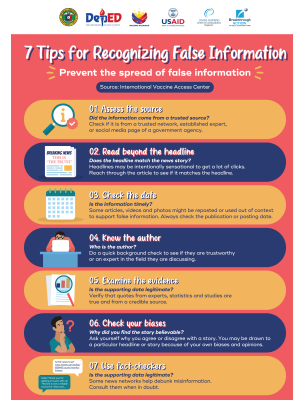 DepED
USAID
7 Tips for Recognizing False Information
Prevent the spread of false information
Source: International Vaccine Access Center
01. Assess the source
Did the information come from a trusted source?
Check if it is from a trusted network, established expert,
or social media page of a government agency.
BREAKING NEWS
02. Read beyond the headline
Does the headline match the news story?
Headlines may be intentionally sensational to get a lot of clicks.
Reach through the article to see if it matches the headline.
03. Check the date
Is the information timely?
Some articles, videos and photos might be reposted or used out of context
to support false information. Always check the publication or posting date.
04. Know the author
Who is the author?
Do a quick background check to see if they are trustworthy
or an expert in the field they are discussing.
05. Examine the evidence
Is the supporting data legitimate?
Verify that quotes from experts, statistics and studies are
true and from a credible source.
06. Check your biases
Why did you find the story believable?
Ask yourself why you agree or disagree with a story. You may be drawn to
a particular headline or story because of your own biases and opinions.
07. Use fact-checkers
Is the supporting data legitimate?
Some news networks help debunk misinformation.
Consult them when in doubt.